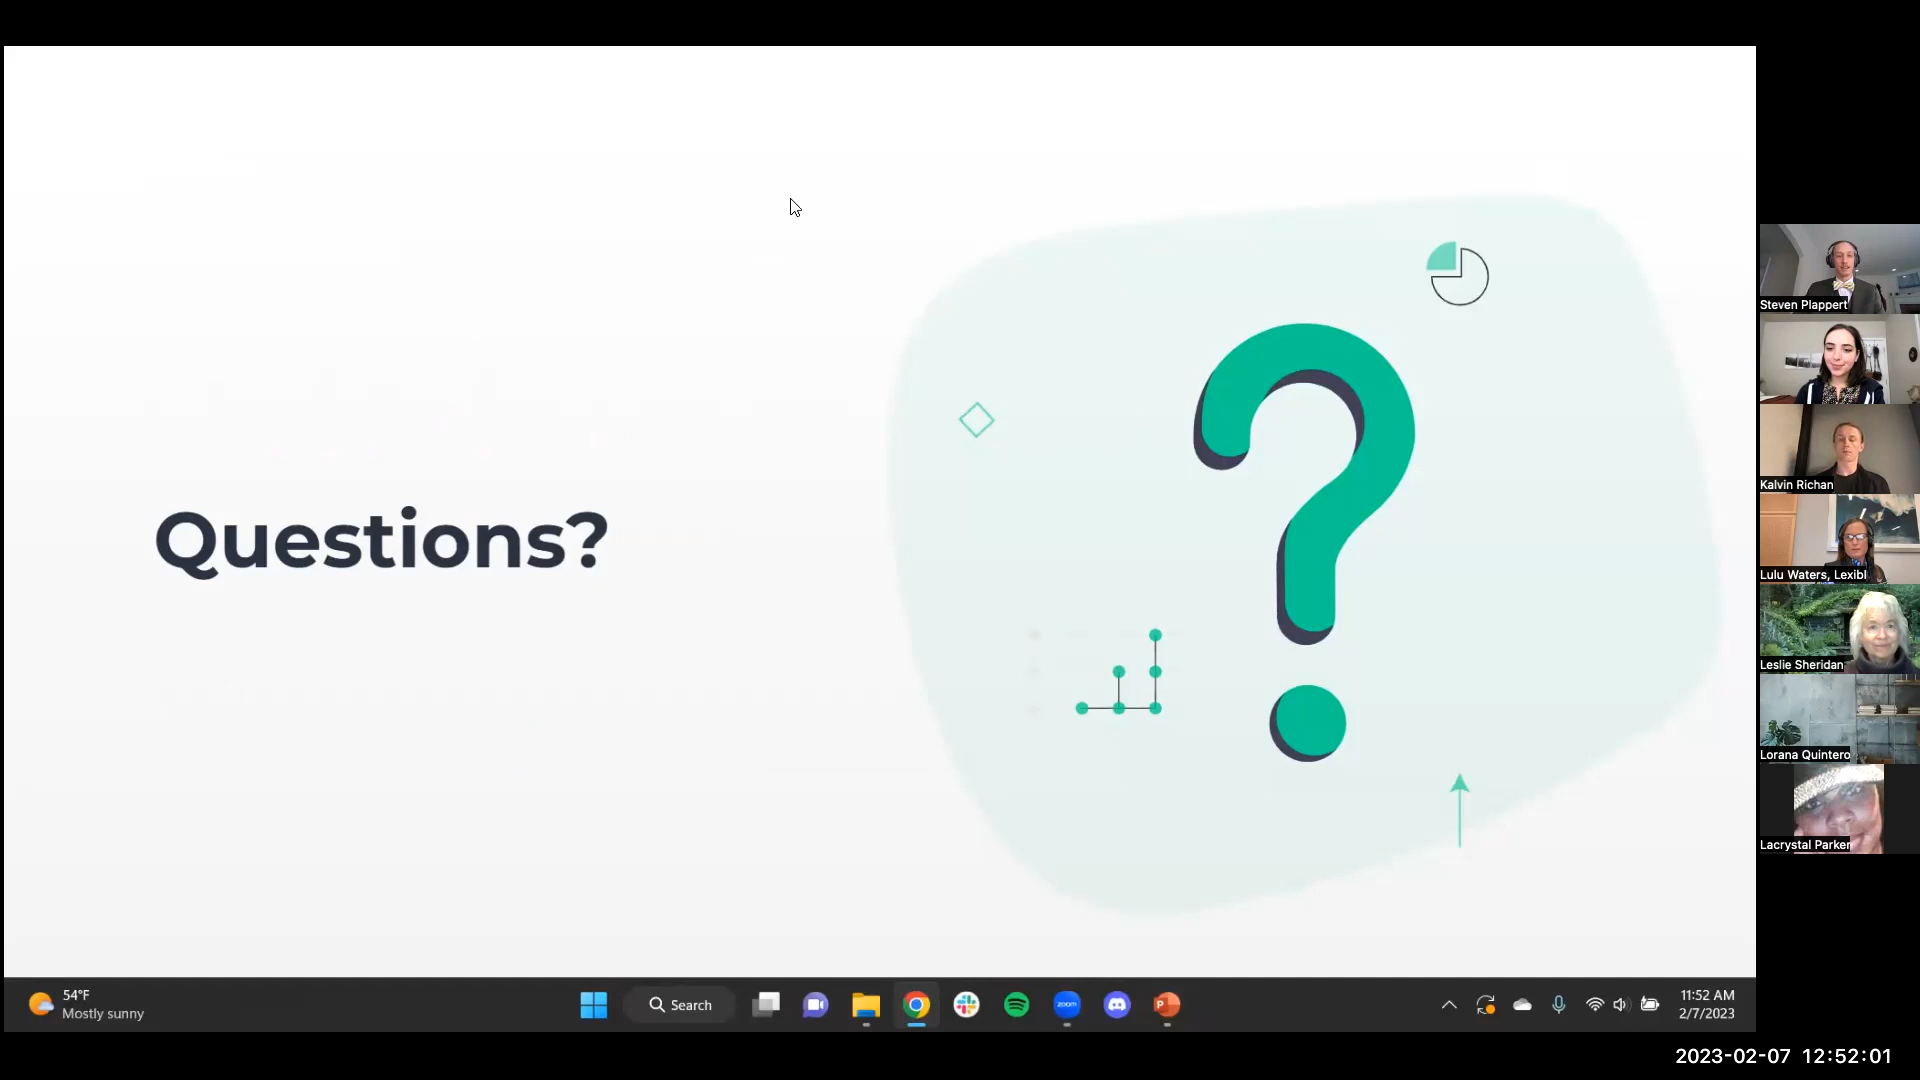 Questions?
Steven Plappert
Kalvin Richan
Lulu Waters, Lexibl
Leslie Sheridan
Lorana Quintero
Lacrystal Parker
54°F
Mostly sunny
Search
zoom
P
11:52 AM
2/7/2023
2023-02-07 12:52:01